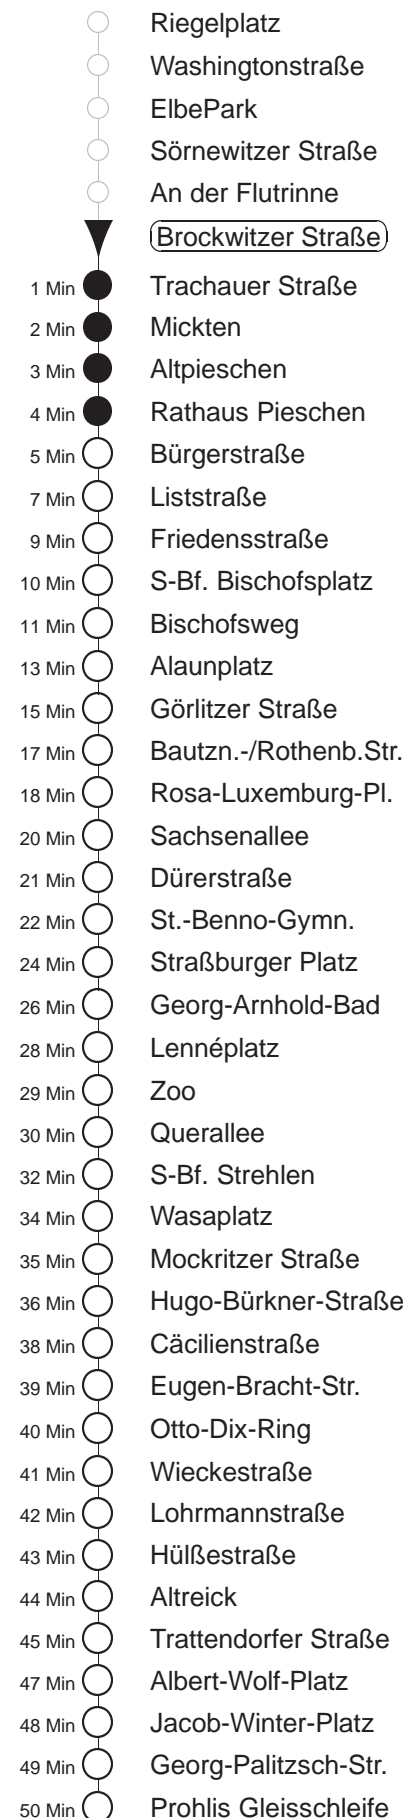 Riegelplatz
Washingtonstraße
ElbePark
Sörnewitzer Straße
An der Flutrinne
Brockwitzer Straße
1 Min Trachauer Straße
2 Min Mickten
3 Min Altpieschen
4 Min Rathaus Pieschen
5 Min Bürgerstraße
7 Min Liststraße
9 Min Friedensstraße
10 Min S-Bf. Bischofsplatz
11 Min Bischofsweg
13 Min Alaunplatz
15 Min Görlitzer Straße
17 Min Bautzn.-/Rothenb.Str.
18 Min Rosa-Luxemburg-Pl.
20 Min Sachsenallee
21 Min Dürerstraße
22 Min St.-Benno-Gymn.
24 Min Straßburger Platz
26 Min Georg-Arnhold-Bad
28 Min Lennéplatz
29 Min Zoo
30 Min Querallee
32 Min S-Bf. Strehlen
34 Min Wasaplatz
35 Min Mockritzer Straße
36 Min Hugo-Bürkner-Straße
38 Min Cäcilienstraße
39 Min Eugen-Bracht-Str.
40 Min Otto-Dix-Ring
41 Min Wieckestraße
42 Min Lohrmannstraße
43 Min Hülßestraße
44 Min Altreick
45 Min Trattendorfer Straße
47 Min Albert-Wolf-Platz
48 Min Jacob-Winter-Platz
49 Min Georg-Palitzsch-Str.
50 Min Prohlis Gleisschleife